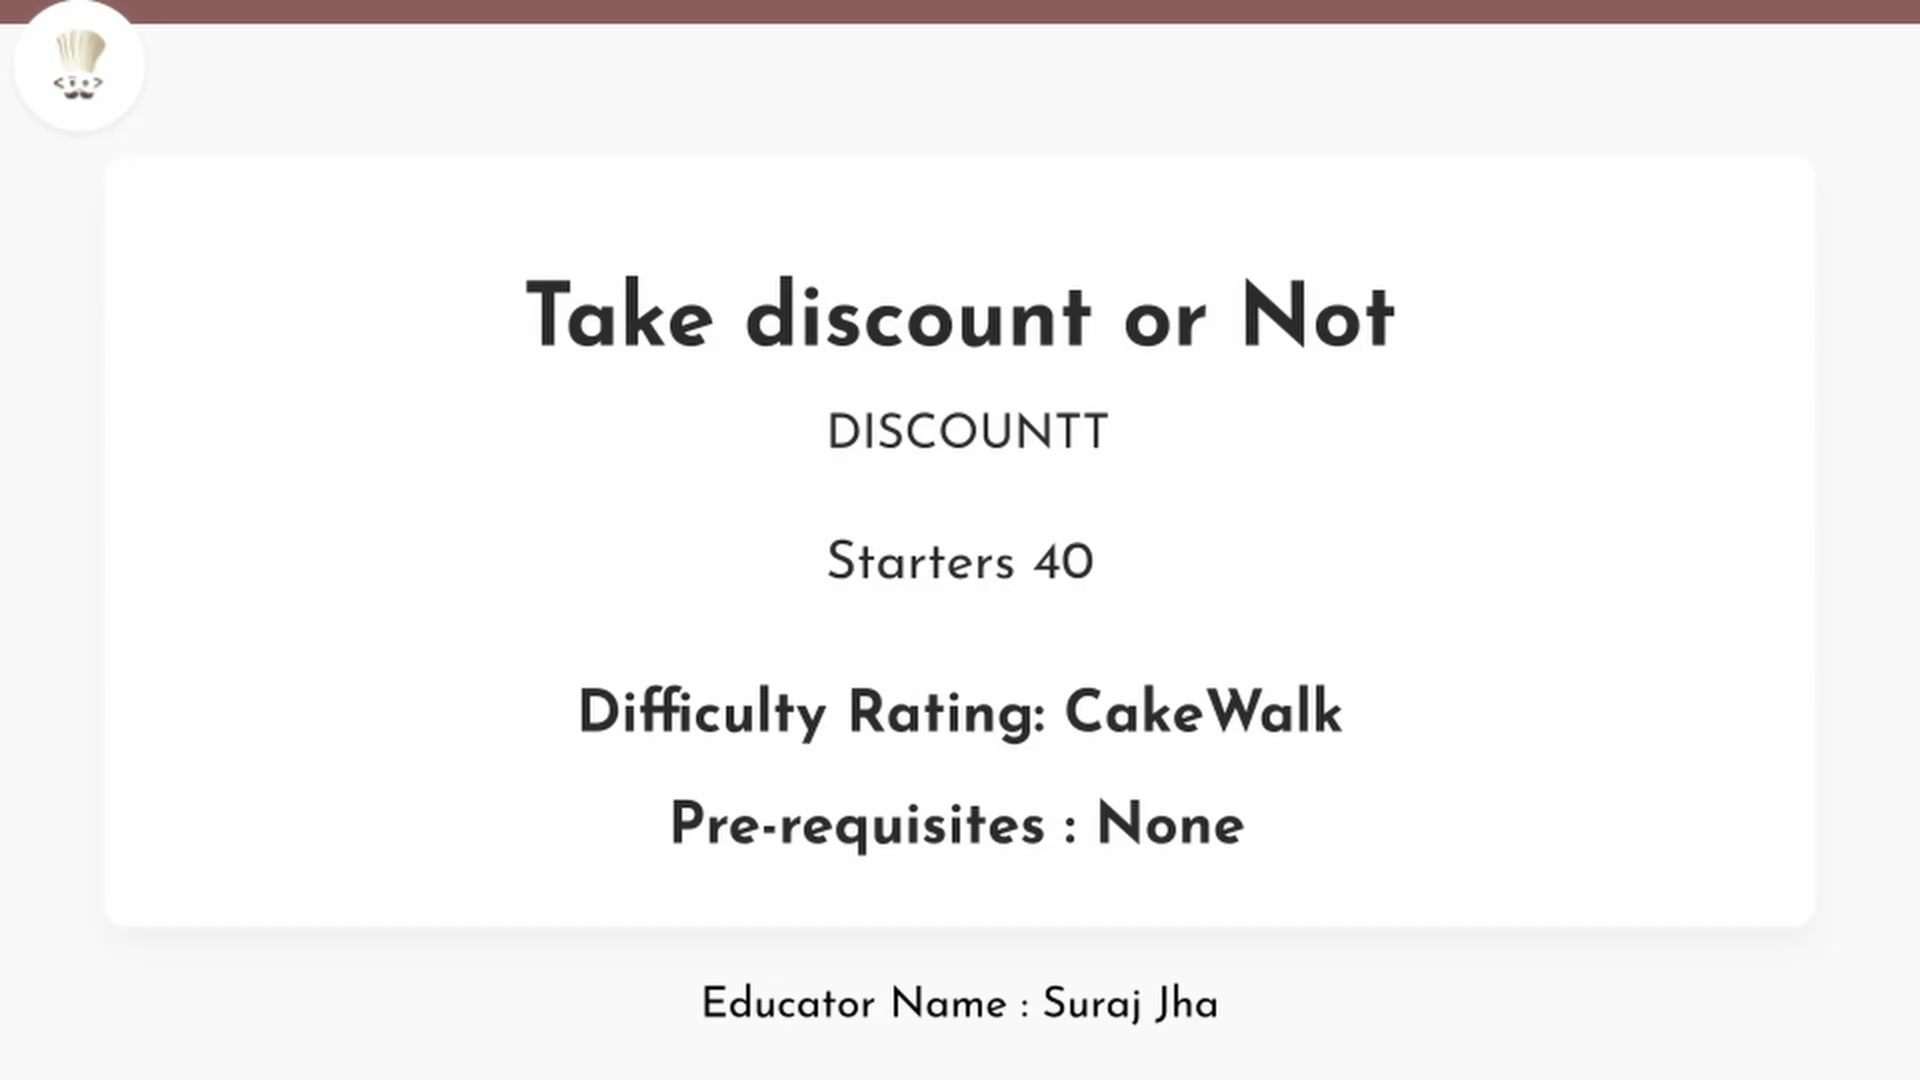 Take discount or Not
DISCOUNTT
Starters 40
Difficulty Rating: CakeWalk
Pre-requisites : None
Educator Name : Suraj Jha